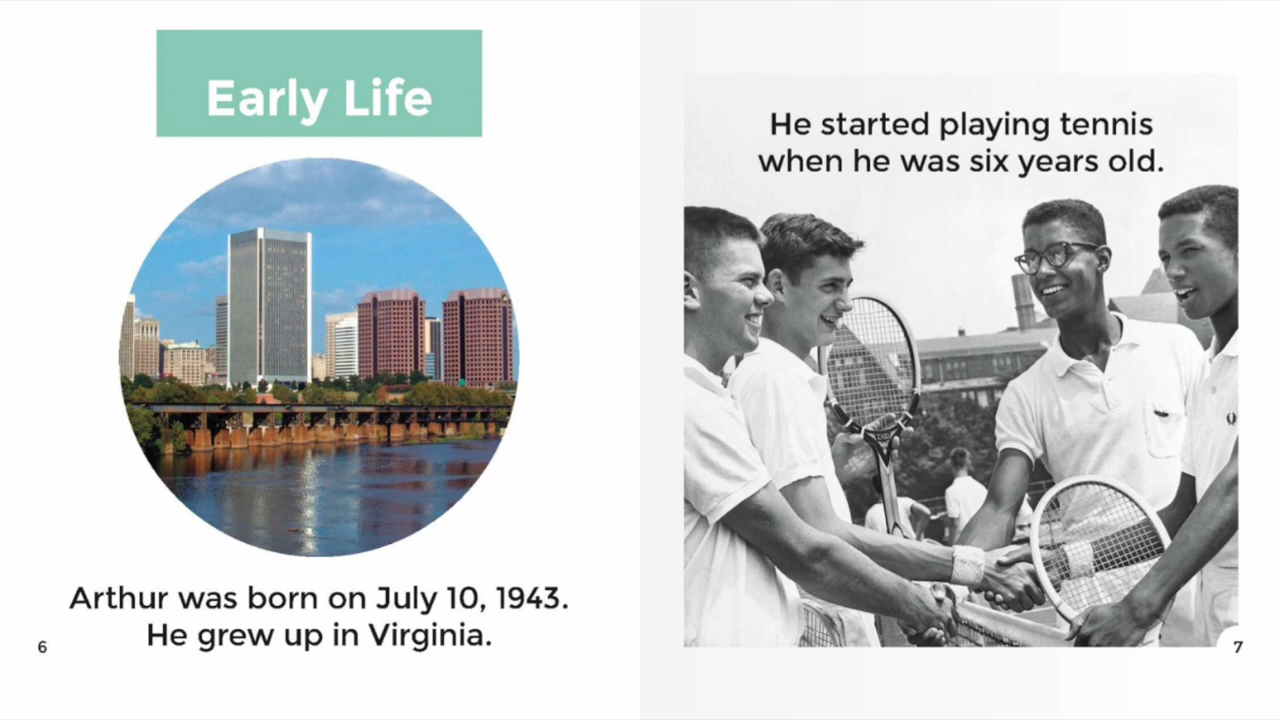 Early Life
Arthur was born on July 10, 1943.
He grew up in Virginia.
6
He started playing tennis
when he was six years old.
7